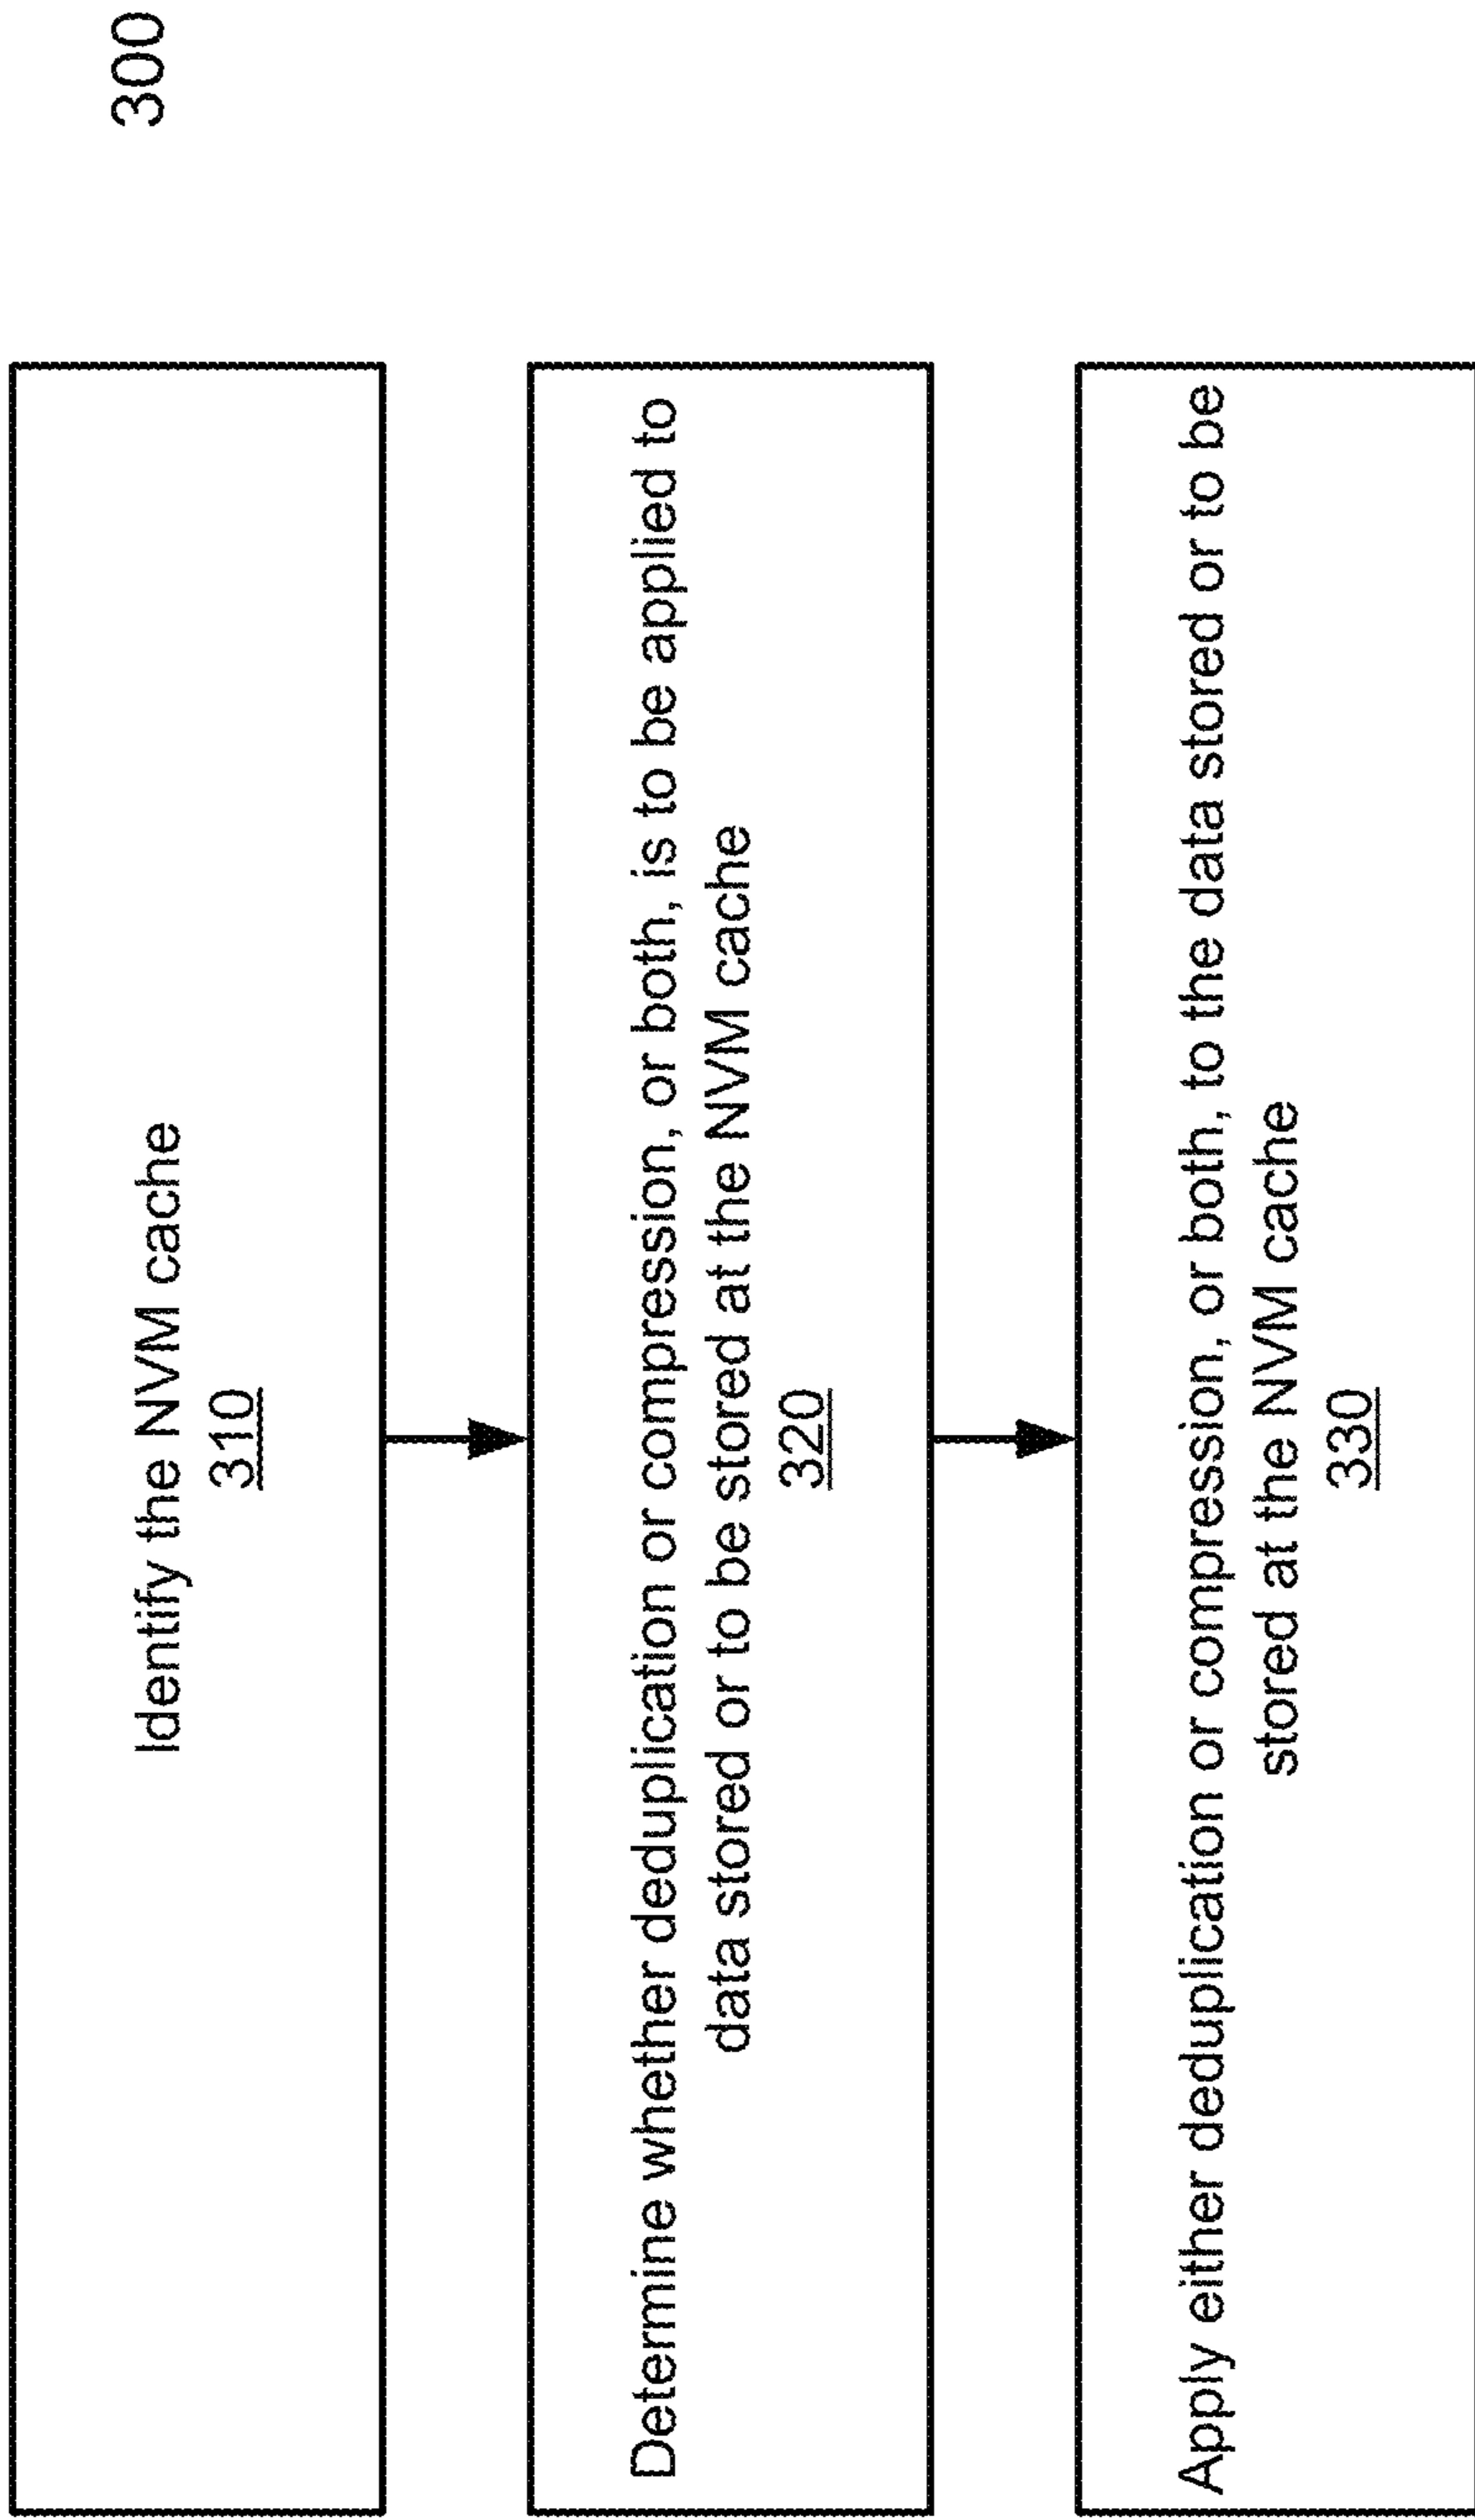 300
Identify the NVM cache
310
Determine whether deduplication or compression, or both, is to be applied to
data stored or to be stored at the NVM cache
320
Apply either deduplication or compression, or both, to the data stored or to be
stored at the NVM cache
330